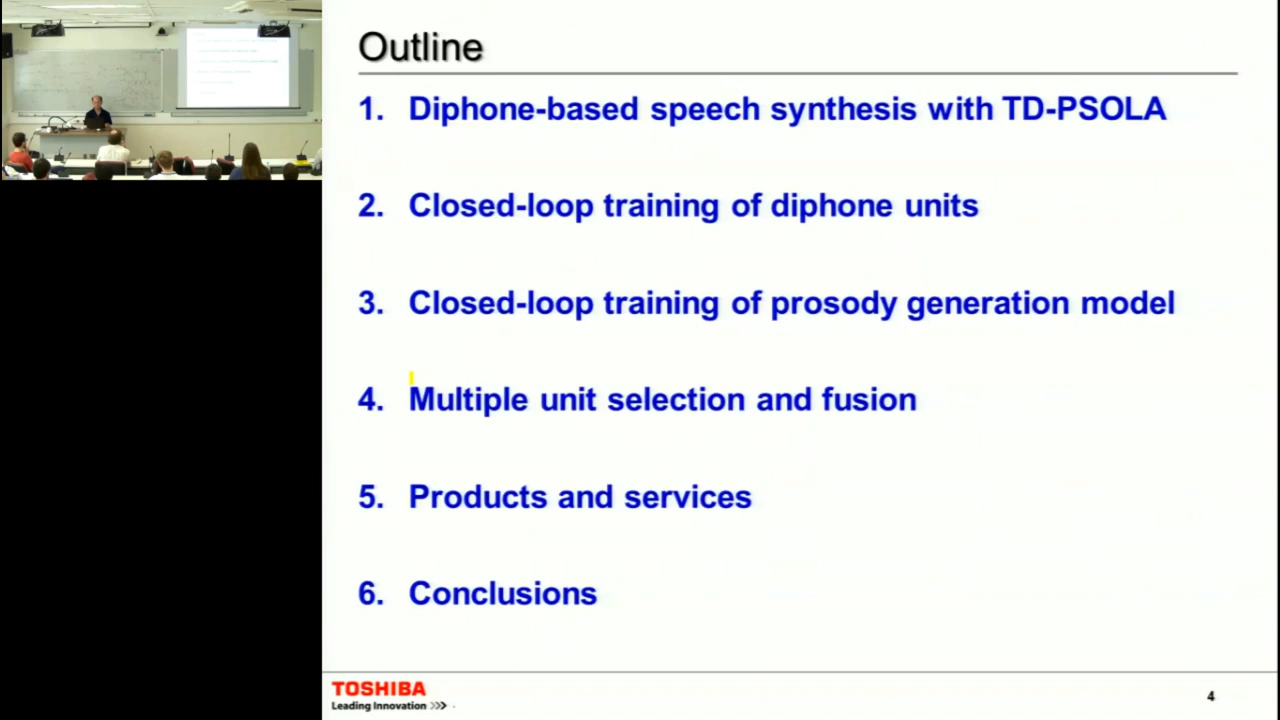 Outline
1. Diphone-based speech synthesis with TD-PSOLA
2. Closed-loop training of diphone units
3. Closed-loop training of prosody generation model
4. Multiple unit selection and fusion
5. Products and services
6. Conclusions
TOSHIBA
Leading Innovation >>>
4